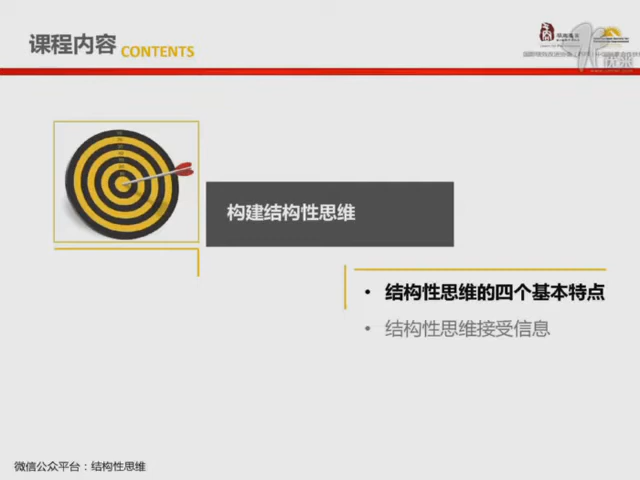 课程内容 CONTENTS
构建结构性思维
• 结构性思维的四个基本特点
• 结构性思维接受信息
微信公众平台：结构性思维